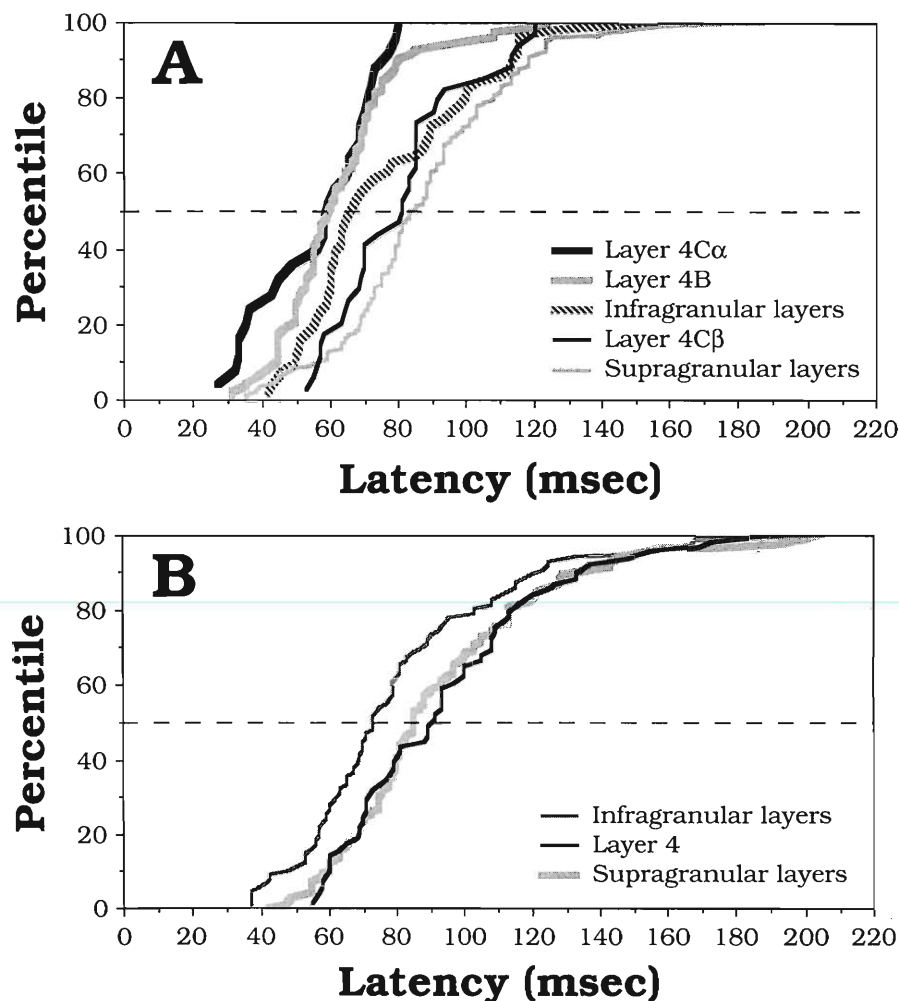 A
Percentile
100
80
60
40
20
0
Layer 4Cα
Layer 4B
Infragranular layers
Layer 4Cβ
Supragranular layers
0 20 40 60 80 100 120 140 160 180 200 220
Latency (msec)
B
Percentile
100
80
60
40
20
0
Infragranular layers
Layer 4
Supragranular layers
0 20 40 60 80 100 120 140 160 180 200 220
Latency (msec)